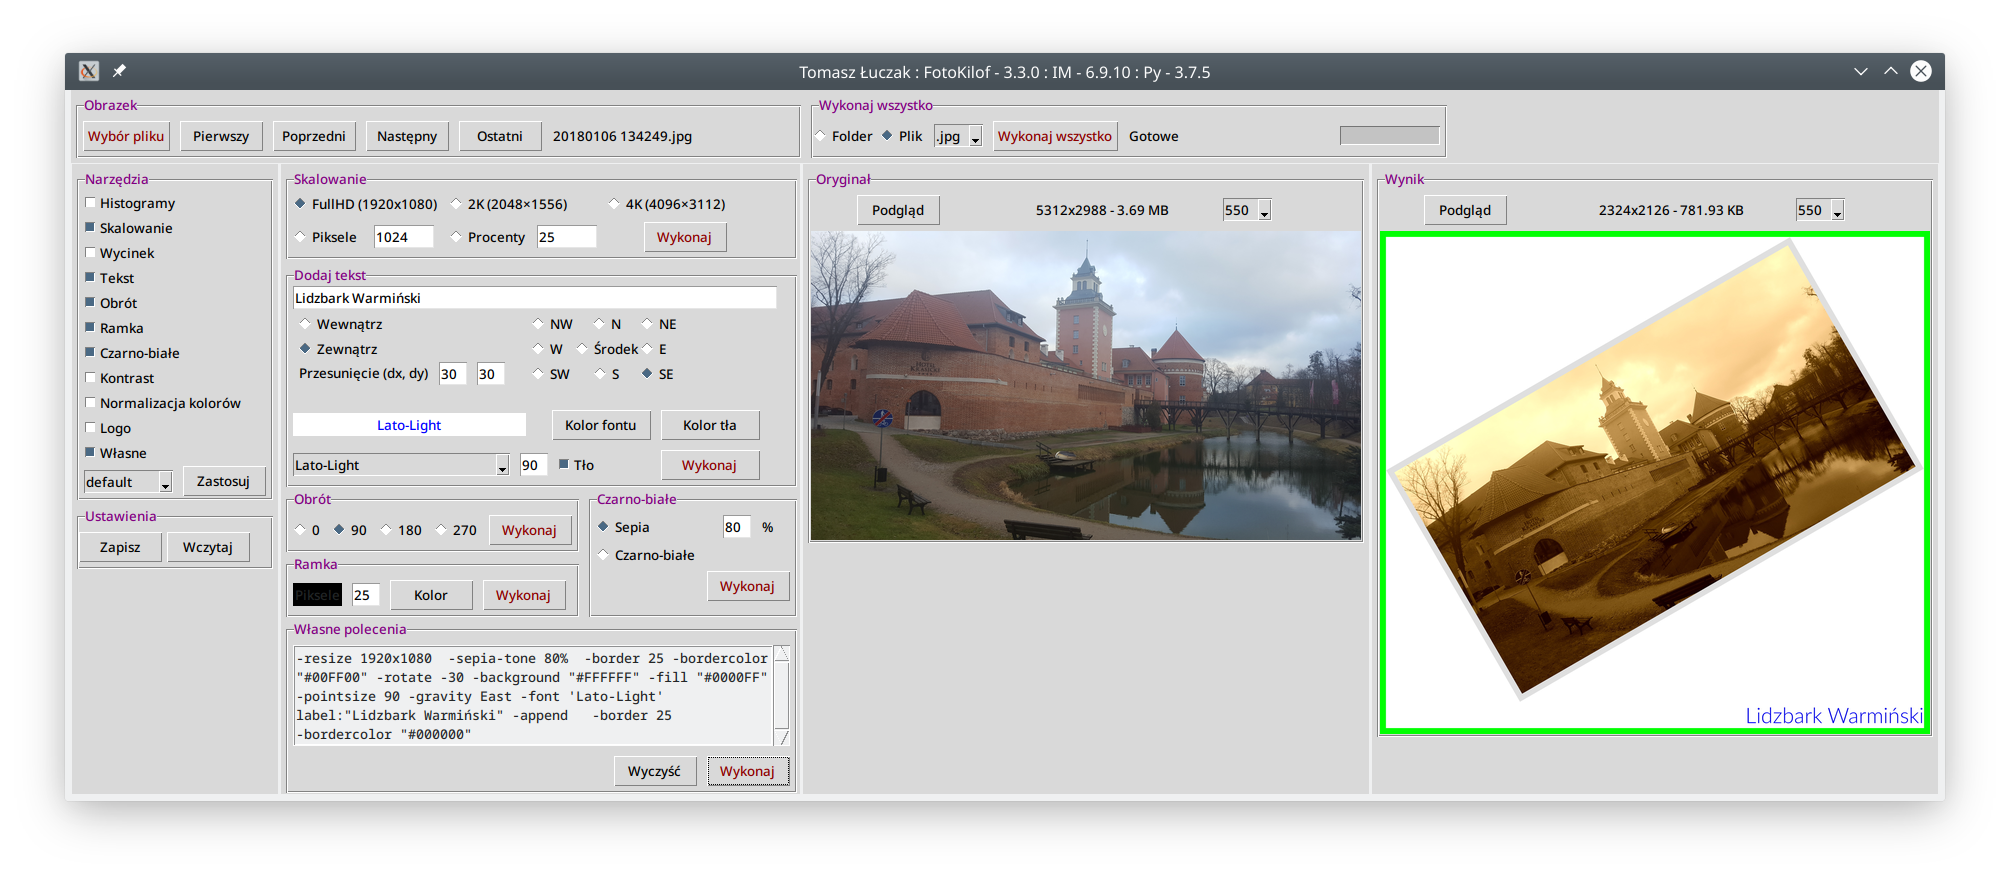 Tomasz Łuczak : FotoKilof - 3.3.0 : IM - 6.9.10 : Py - 3.7.5
Obrazek
Wybór pliku Pierwszy Poprzedni Następny Ostatni 20180106 134249.jpg
Wykonaj wszystko
Folder Plik .jpg Wykonaj wszystko Gotowe
Narzędzia
Histogramy
Skalowanie
Wycinek
Tekst
Obrót
Ramka
Czarno-białe
Kontrast
Normalizacja kolorów
Logo
Własne
default Zastosuj
Ustawienia
Zapisz Wczytaj
Skalowanie
FullHD (1920x1080) 2K (2048×1556) 4K (4096×3112)
Piksele 1024 Procenty 25 Wykonaj
Dodaj tekst
Lidzbark Warmiński
Wewnątrz NW N NE
Zewnątrz W Środek E
Przesunięcie (dx, dy) 30 30 SW S SE
Lato-Light Kolor fontu Kolor tła
Lato-Light 90 Tło Wykonaj
Obrót
0 90 180 270 Wykonaj
Czarno-białe
Sepia 80 %
Czarno-białe
Wykonaj
Ramka
Piksele 25 Kolor Wykonaj
Własne polecenia
-resize 1920x1080  -sepia-tone 80%  -border 25 -bordercolor
"#00FF00" -rotate -30 -background "#FFFFFF" -fill "#0000FF"
-pointsize 90 -gravity East -font 'Lato-Light'
label:"Lidzbark Warmiński" -append   -border 25
-bordercolor "#000000"
Wyczyść Wykonaj
Oryginał
Podgląd 5312x2988 - 3.69 MB 550
Wynik
Podgląd 2324x2126 - 781.93 KB 550
Lidzbark Warmiński